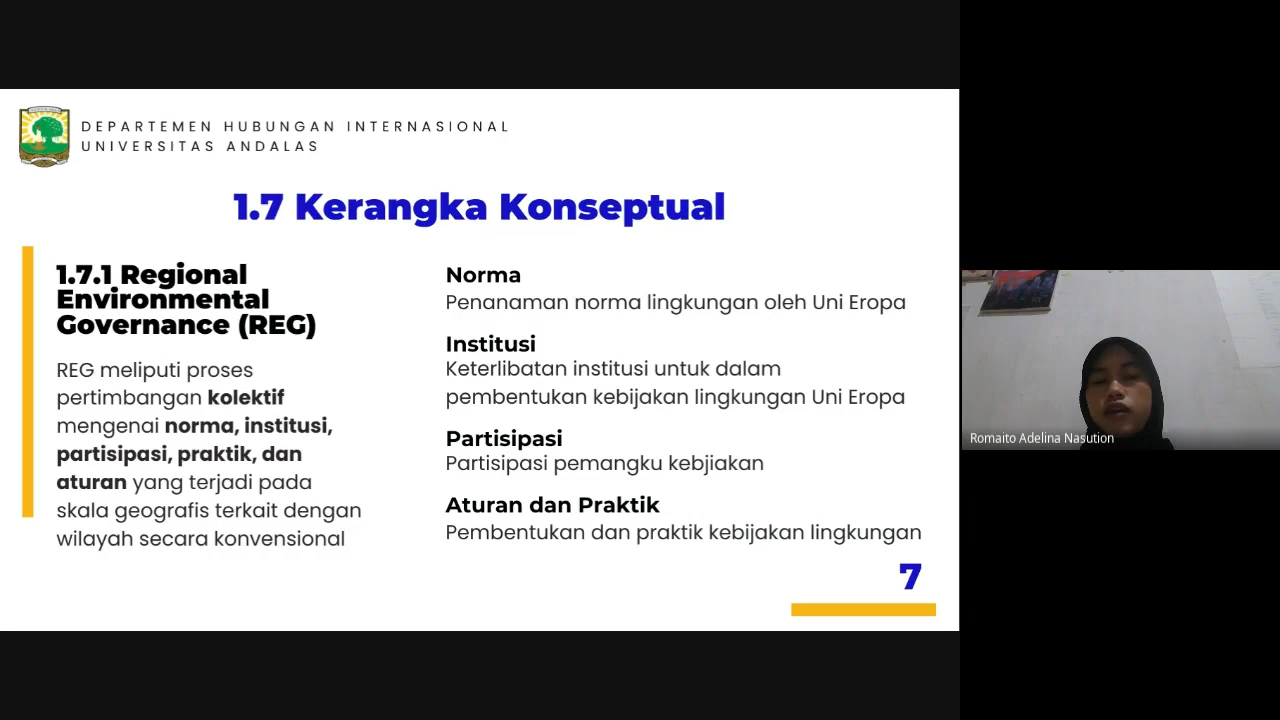 DEPARTEMEN HUBUNGAN INTERNASIONAL
UNIVERSITAS ANDALAS
1.7 Kerangka Konseptual
1.7.1 Regional
Environmental
Governance (REG)
REG meliputi proses
pertimbangan kolektif
mengenai norma, institusi,
partisipasi, praktik, dan
aturan yang terjadi pada
skala geografis terkait dengan
wilayah secara konvensional
Norma
Penanaman norma lingkungan oleh Uni Eropa
Institusi
Keterlibatan institusi untuk dalam
pembentukan kebijakan lingkungan Uni Eropa
Partisipasi
Partisipasi pemangku kebjiakan
Aturan dan Praktik
Pembentukan dan praktik kebijakan lingkungan
7
Romaito Adelina Nasution